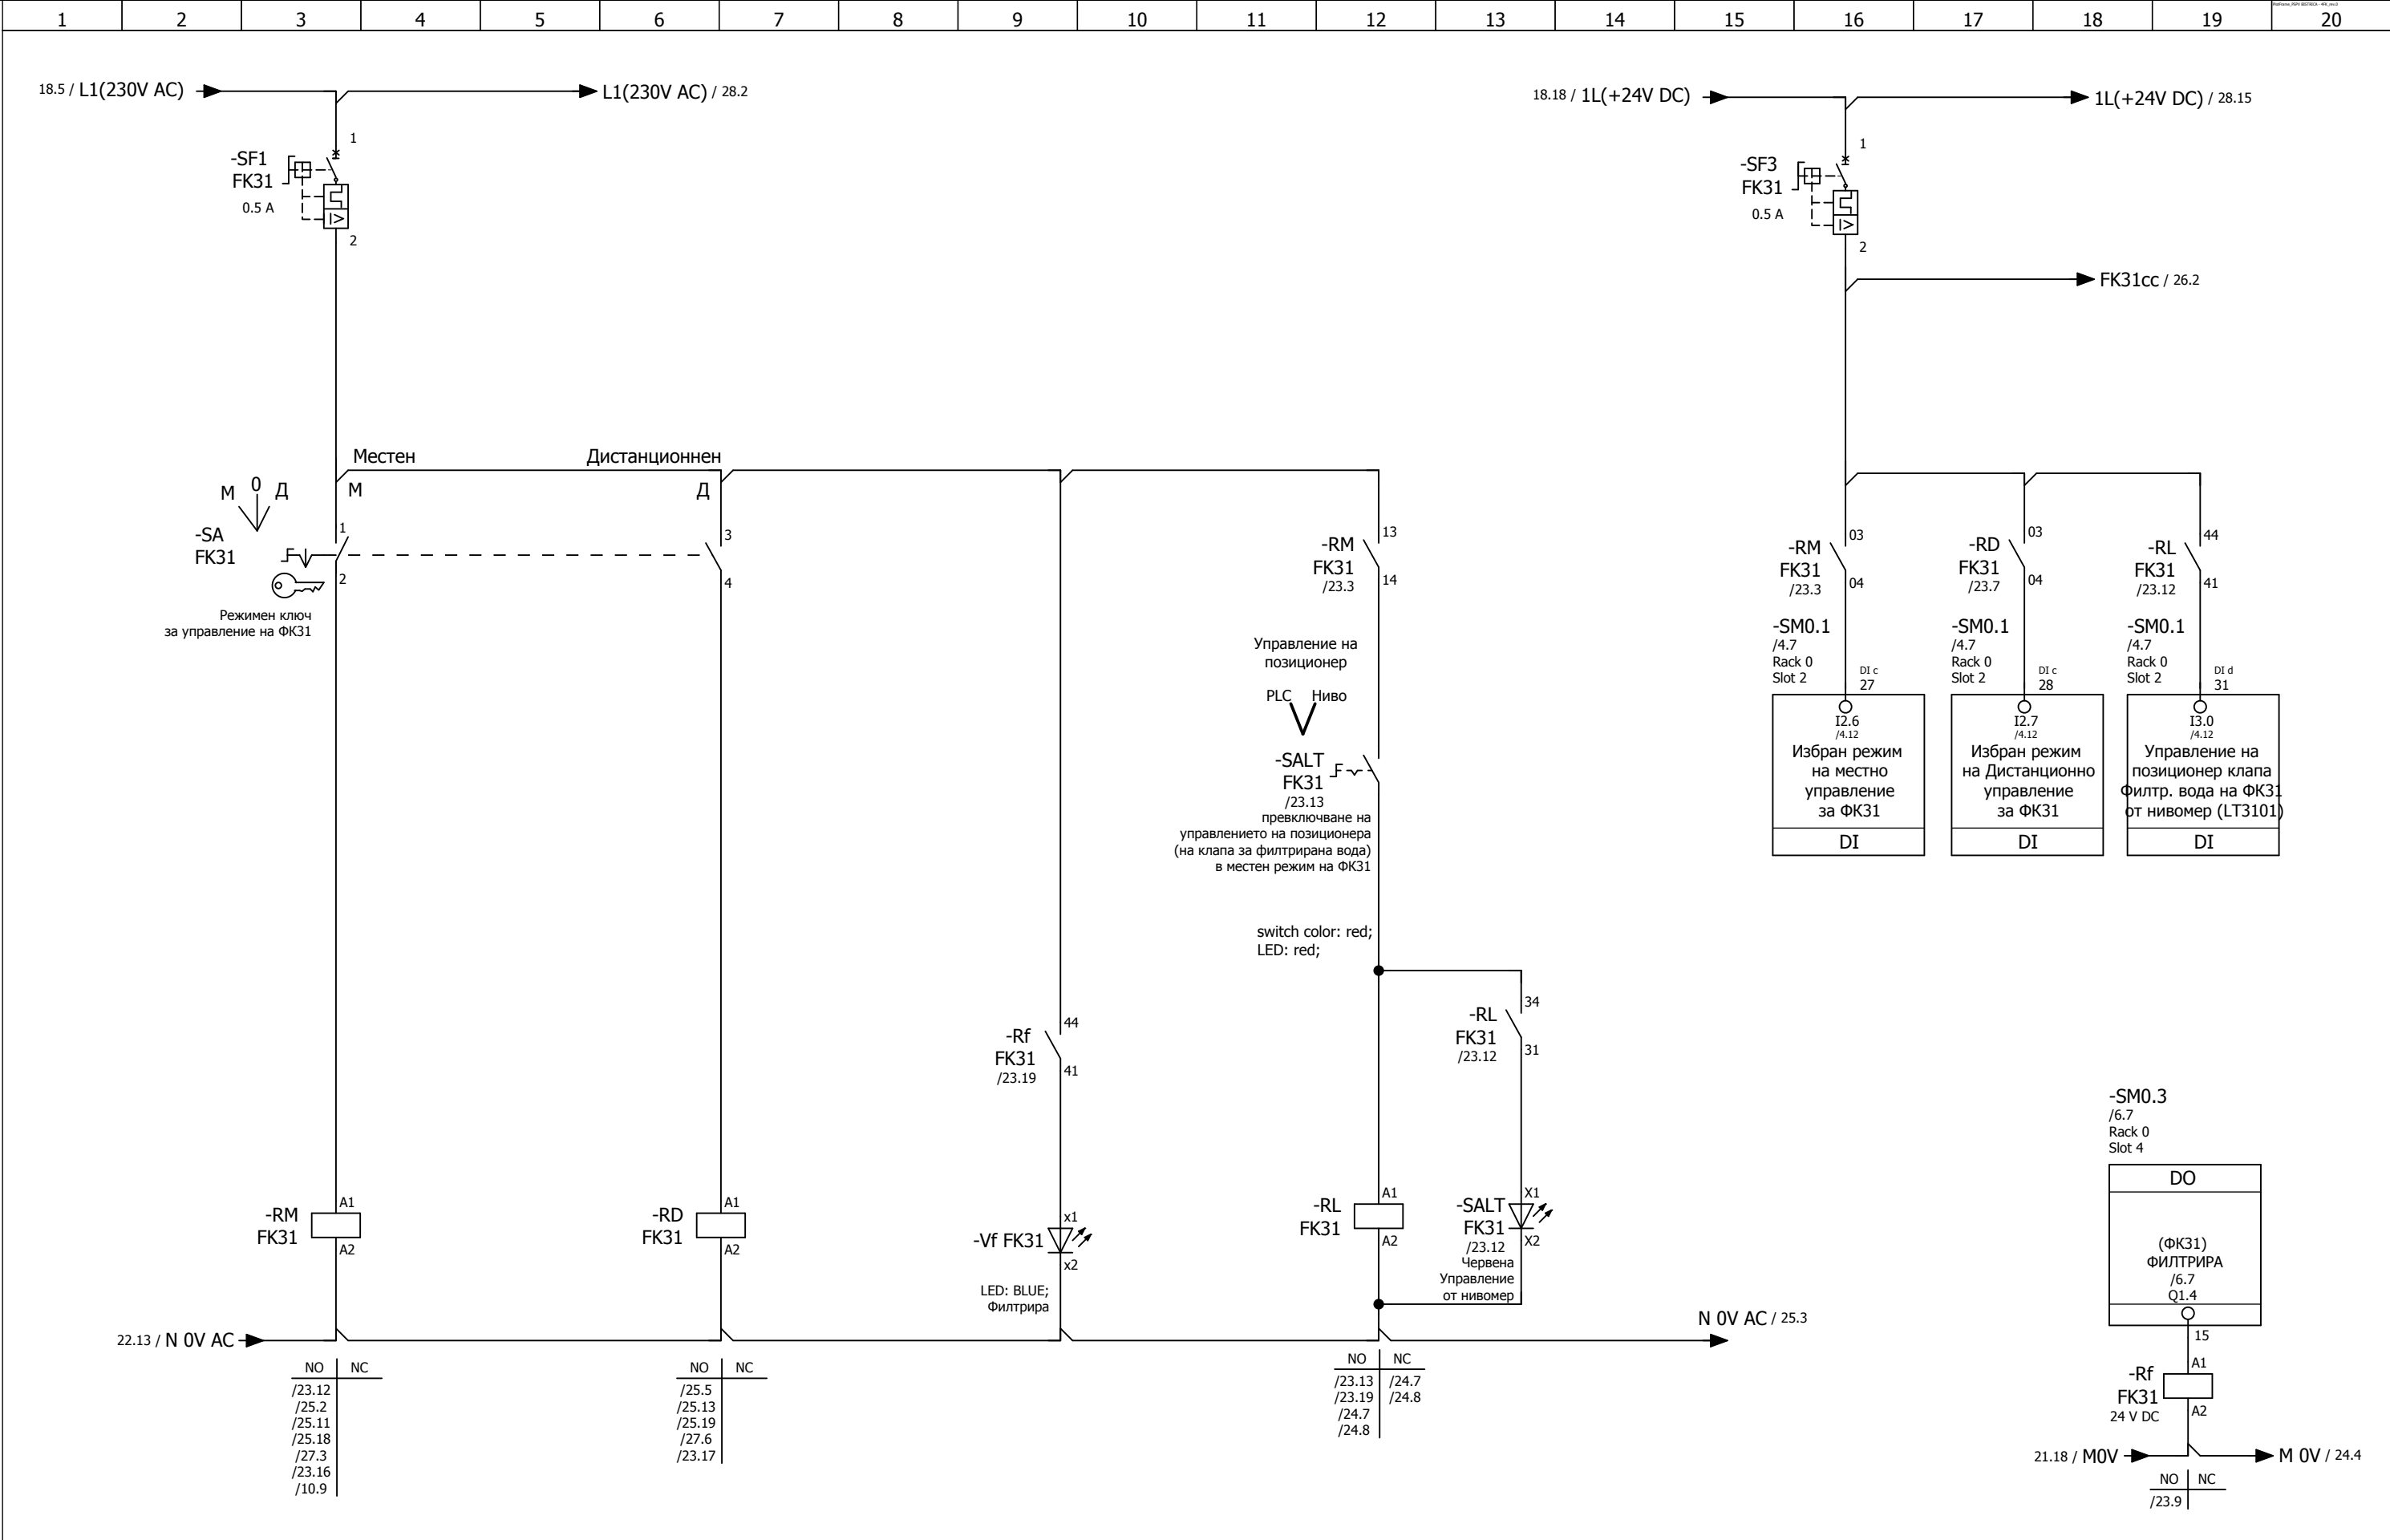 1 2 3 4 5 6 7 8 9 10 11 12 13 14 15 16 17 18 19 20
18.5 / L1(230V AC)
L1(230V AC) / 28.2
18.18 / 1L(+24V DC)
1L(+24V DC) / 28.15
1
-SF1
FK31
0.5 A
2
1
-SF3
FK31
0.5 A
2
FK31cc / 26.2
Местен
Дистанционнен
М 0 Д
М
Д
-SA
FK31
1
2
3
4
Режимен ключ
за управление на ФК31
-RM
FK31
/23.3
13
14
Управление на
позиционер
PLC Ниво
-SALT
FK31
/23.13
превключване на
управлението на позиционера
(на клапа за филтрирана вода)
в местен режим на ФК31
switch color: red;
LED: red;
-RM
FK31
/23.3
03
04
-RD
FK31
/23.7
03
04
-RL
FK31
/23.12
44
41
-SM0.1
/4.7
Rack 0
Slot 2
DI c
27
I2.6
/4.12
Избран режим
на местно
управление
за ФК31
DI
-SM0.1
/4.7
Rack 0
Slot 2
DI c
28
I2.7
/4.12
Избран режим
на Дистанционно
управление
за ФК31
DI
-SM0.1
/4.7
Rack 0
Slot 2
DI d
31
I3.0
/4.12
Управление на
позиционер клапа
Филтр. вода на ФК31
от нивомер (LT3101)
DI
-Rf
FK31
/23.19
44
41
-RL
FK31
/23.12
34
31
-RM
FK31
A1
A2
-RD
FK31
A1
A2
-Vf FK31
x1
x2
LED: BLUE;
Филтрира
-RL
FK31
A1
A2
-SALT
FK31
/23.12
X1
X2
Червена
Управление
от нивомер
22.13 / N 0V AC
N 0V AC / 25.3
NO NC
/23.12
/25.2
/25.11
/25.18
/27.3
/23.16
/10.9
NO NC
/25.5
/25.13
/25.19
/27.6
/23.17
NO NC
/23.13 /24.7
/23.19 /24.8
/24.7
/24.8
-SM0.3
/6.7
Rack 0
Slot 4
DO
(ФК31)
ФИЛТРИРА
/6.7
Q1.4
15
-Rf
FK31
24 V DC
A1
A2
21.18 / M0V
M 0V / 24.4
NO NC
/23.9